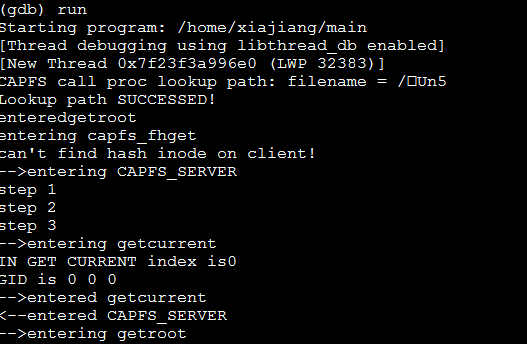 (gdb) run
Starting program: /home/xiajiang/main
[Thread debugging using libthread_db enabled]
[New Thread 0x7f23f3a996e0 (LWP 32383)]
CAPFS call proc lookup path: filename = /□Un5
Lookup path SUCCESSED!
enteredgetroot
entering capfs_fhget
can't find hash inode on client!
-->entering CAPFS_SERVER
step 1
step 2
step 3
-->entering getcurrent
IN GET CURRENT index is0
GID is 0 0 0
-->entered getcurrent
<--entered CAPFS_SERVER
-->entering getroot